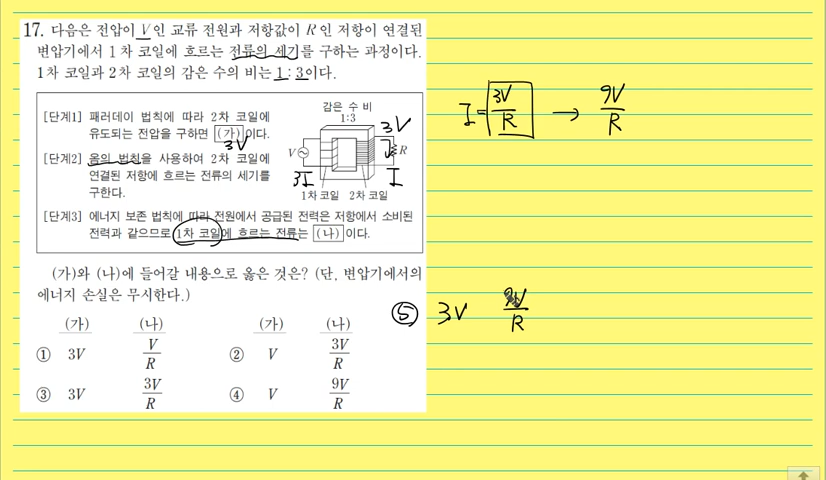 17. 다음은 전압이 V인 교류 전원과 저항값이 R인 저항이 연결된
변압기에서 1차 코일에 흐르는 전류의 세기를 구하는 과정이다.
1차 코일과 2차 코일의 감은 수의 비는 1 : 3이다.
[단계1] 패러데이 법칙에 따라 2차 코일에
유도되는 전압을 구하면 (가)이다.
3V
[단계2] 옴의 법칙을 사용하여 2차 코일에
연결된 저항에 흐르는 전류의 세기를
구한다.
감은 수 비
1:3
3V
V
R
3I
I
1차 코일 2차 코일
[단계3] 에너지 보존 법칙에 따라 전원에서 공급된 전력은 저항에서 소비된
전력과 같으므로 1차 코일에 흐르는 전류는 (나)이다.
(가)와 (나)에 들어갈 내용으로 옳은 것은? (단, 변압기에서의
에너지 손실은 무시한다.)
(가) (나) (가) (나)
① 3V V/R ② V 3V/R
③ 3V 3V/R ④ V 9V/R
I = 3V/R → 9V/R
⑤ 3V 9V/R